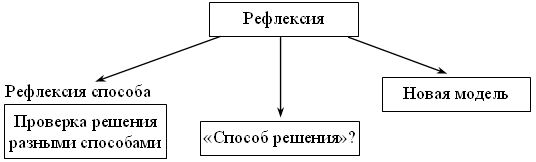 Рефлексия
Рефлексия способа
Проверка решения
разными способами
«Способ решения»?
Новая модель